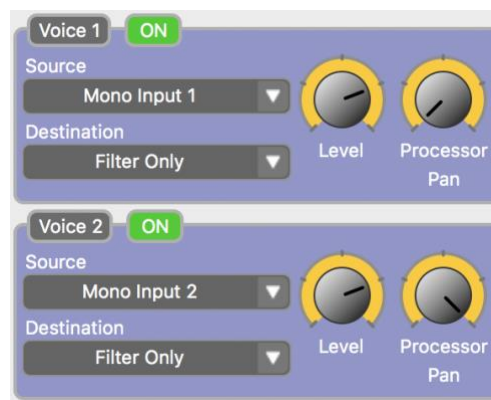 Voice 1 ON
Source
Mono Input 1
Destination
Filter Only
Level Processor
Pan
Voice 2 ON
Source
Mono Input 2
Destination
Filter Only
Level Processor
Pan